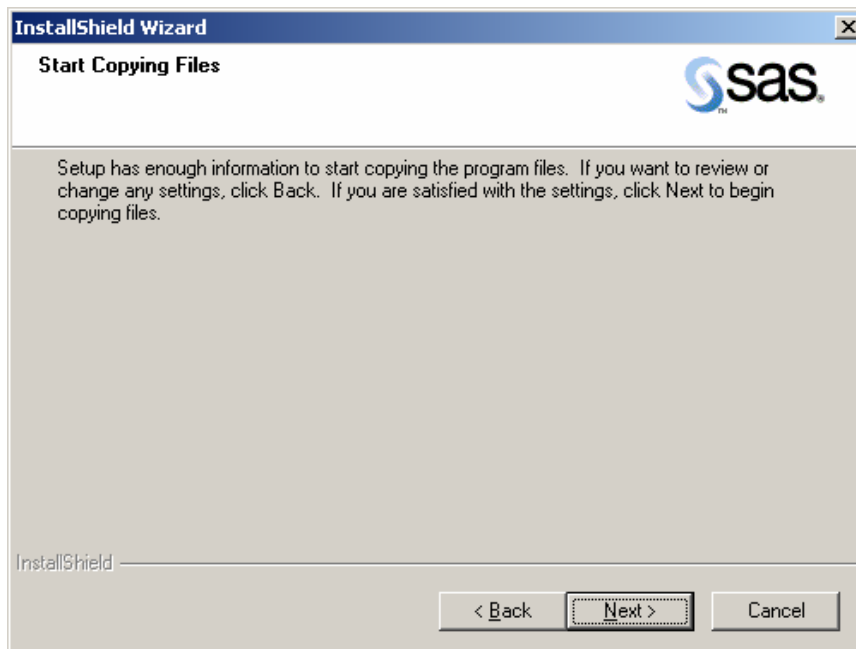 InstallShield Wizard
Start Copying Files
sas.
TM
Setup has enough information to start copying the program files. If you want to review or
change any settings, click Back. If you are satisfied with the settings, click Next to begin
copying files.
InstallShield
< Back
Next >
Cancel